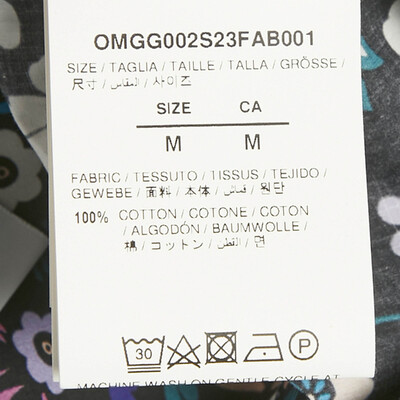 OMGG002S23FAB001
SIZE / TAGLIA / TAILLE / TALLA / GRÖSSE /
尺寸 / المقاس / 사이즈
SIZE CA
M M
FABRIC / TESSUTO / TISSUS / TEJIDO /
GEWEBE / 面料 / 本体 / قماش / 원단
100% COTTON / COTONE / COTON
/ ALGODÓN / BAUMWOLLE /
棉 / コットン / القطن / 면
30 P
MACHINE WASH ON GENTLE CYCLE AT